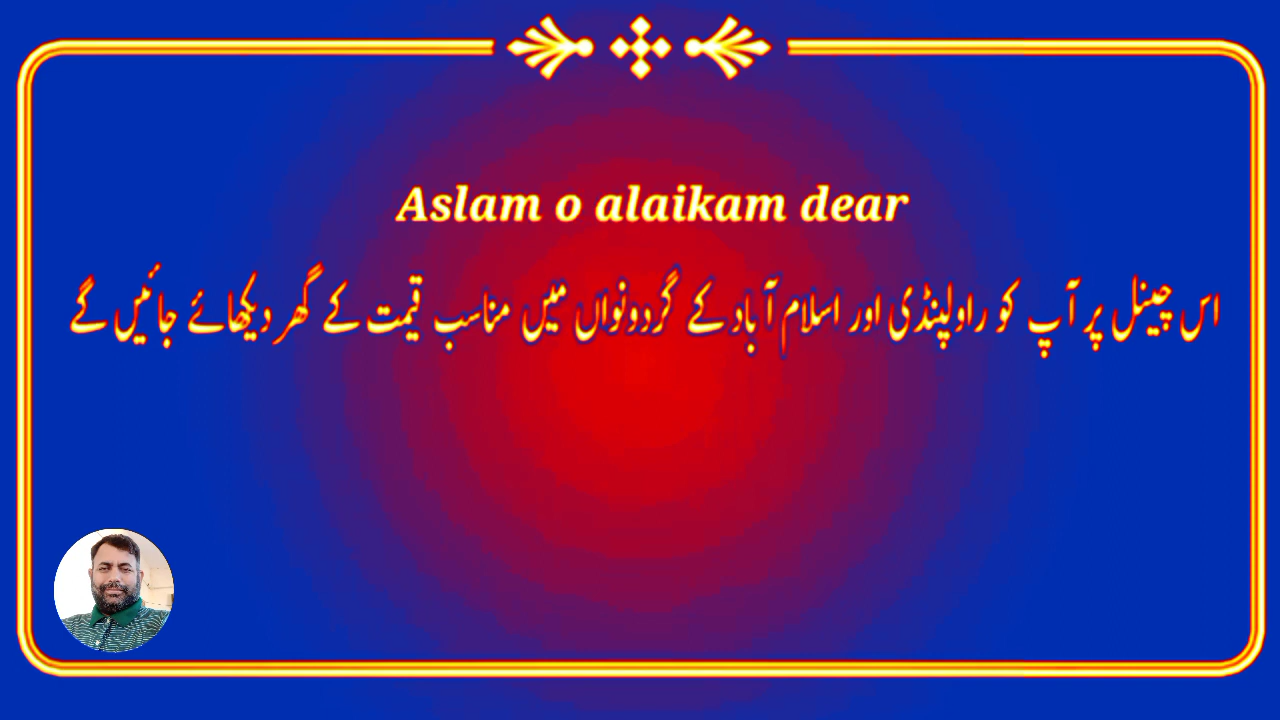 Aslam o alaikam dear
اس چینل پر آپ کو راولپنڈی اور اسلام آباد کے گردونواں میں مناسب قیمت کے گھر دیکھائے جائیں گے